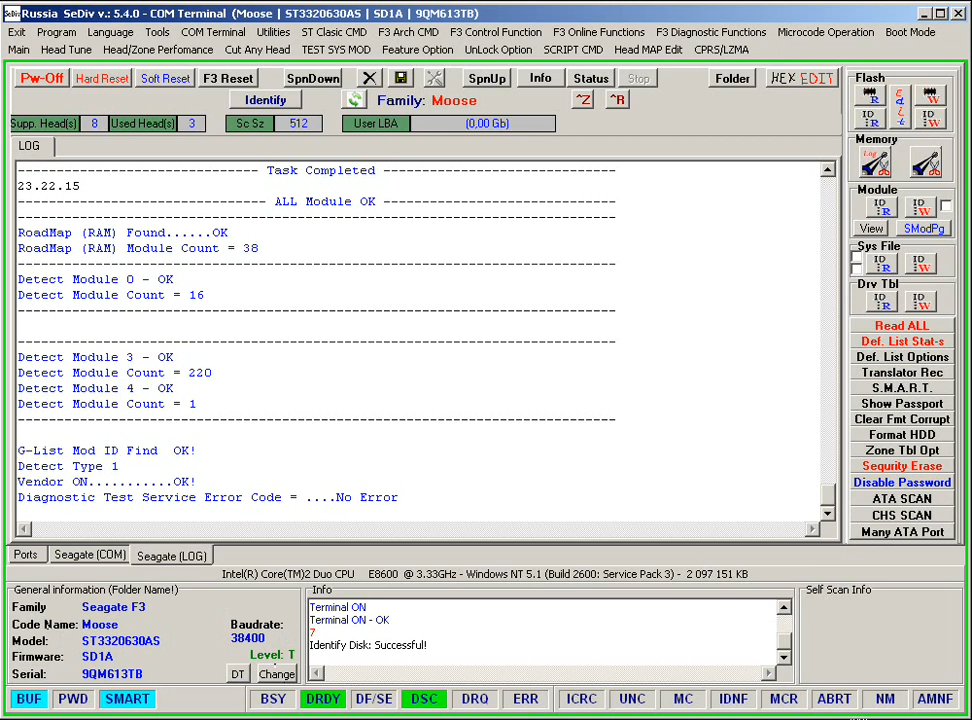 SeDiv Russia SeDiv v.: 5.4.0 - COM Terminal (Moose | ST3320630AS | SD1A | 9QM613TB)
Exit Program Language Tools COM Terminal Utilities ST Clasic CMD F3 Arch CMD F3 Control Function F3 Online Functions F3 Diagnostic Functions Microcode Operation Boot Mode
Main Head Tune Head/Zone Perfomance Cut Any Head TEST SYS MOD Feature Option UnLock Option SCRIPT CMD Head MAP Edit CPRS/LZMA
Pw-Off Hard Reset Soft Reset F3 Reset SpnDown SpnUp Info Status Stop Folder HEX EDIT
Identify Family: Moose ^Z ^R
Supp. Head(s) 8 Used Head(s) 3 Sc Sz 512 User LBA (0,00 Gb)
LOG
------------------------------ Task Completed ------------------------------
23.22.15
------------------------------- ALL Module OK -------------------------------
RoadMap (RAM) Found......OK
RoadMap (RAM) Module Count = 38
Detect Module 0 - OK
Detect Module Count = 16
Detect Module 3 - OK
Detect Module Count = 220
Detect Module 4 - OK
Detect Module Count = 1
G-List Mod ID Find OK!
Detect Type 1
Vendor ON...........OK!
Diagnostic Test Service Error Code = ....No Error
Flash
R W
ID R ID W
Memory
Log
Module
ID R ID W
View SModPg
Sys File
ID R ID W
Drv Tbl
ID R ID W
Read ALL
Def. List Stat-s
Def. List Options
Translator Rec
S.M.A.R.T.
Show Passport
Clear Fmt Corrupt
Format HDD
Zone Tbl Opt
Sequrity Erase
Disable Password
ATA SCAN
CHS SCAN
Many ATA Port
Ports Seagate (COM) Seagate (LOG)
Intel(R) Core(TM)2 Duo CPU E8600 @ 3.33GHz - Windows NT 5.1 (Build 2600: Service Pack 3) - 2 097 151 KB
General information (Folder Name!)
Family Seagate F3
Code Name: Moose
Model: ST3320630AS
Firmware: SD1A
Serial: 9QM613TB
Baudrate:
38400
Level: T
DT Change
Info
Terminal ON
Terminal ON - OK
7
Identify Disk: Successful!
Self Scan Info
BUF PWD SMART BSY DRDY DF/SE DSC DRQ ERR ICRC UNC MC IDNF MCR ABRT NM AMNF